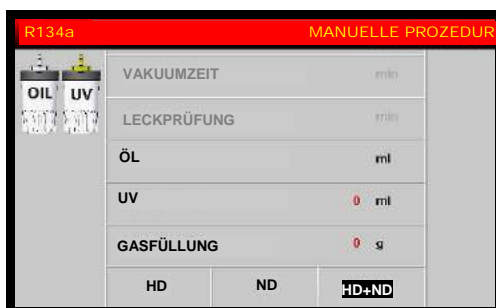 R134a MANUELLE PROZEDUR
OIL UV
VAKUUMZEIT min
LECKPRÜFUNG min
ÖL ml
UV 0 ml
GASFÜLLUNG 0 g
HD ND HD+ND